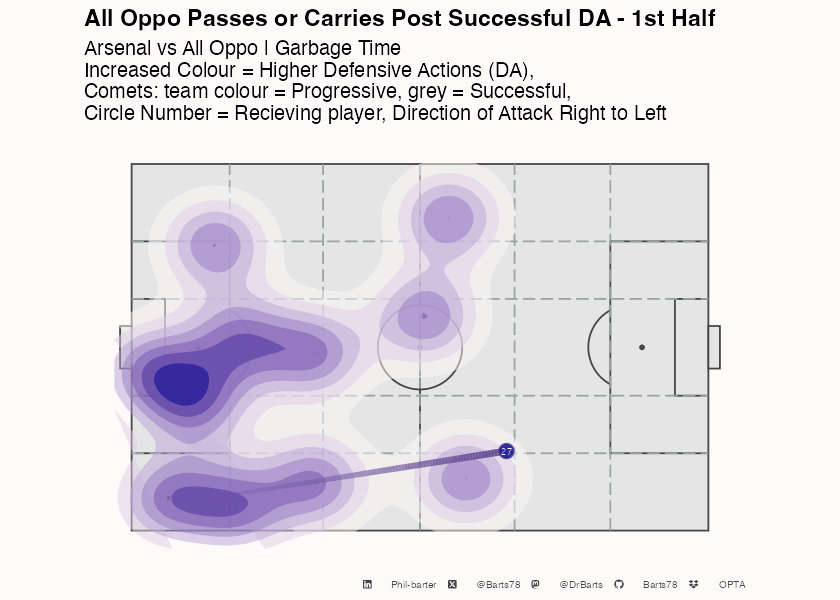 All Oppo Passes or Carries Post Successful DA - 1st Half
Arsenal vs All Oppo | Garbage Time
Increased Colour = Higher Defensive Actions (DA),
Comets: team colour = Progressive, grey = Successful,
Circle Number = Recieving player, Direction of Attack Right to Left
27
Phil-barter @Barts78 @DrBarts Barts78 OPTA